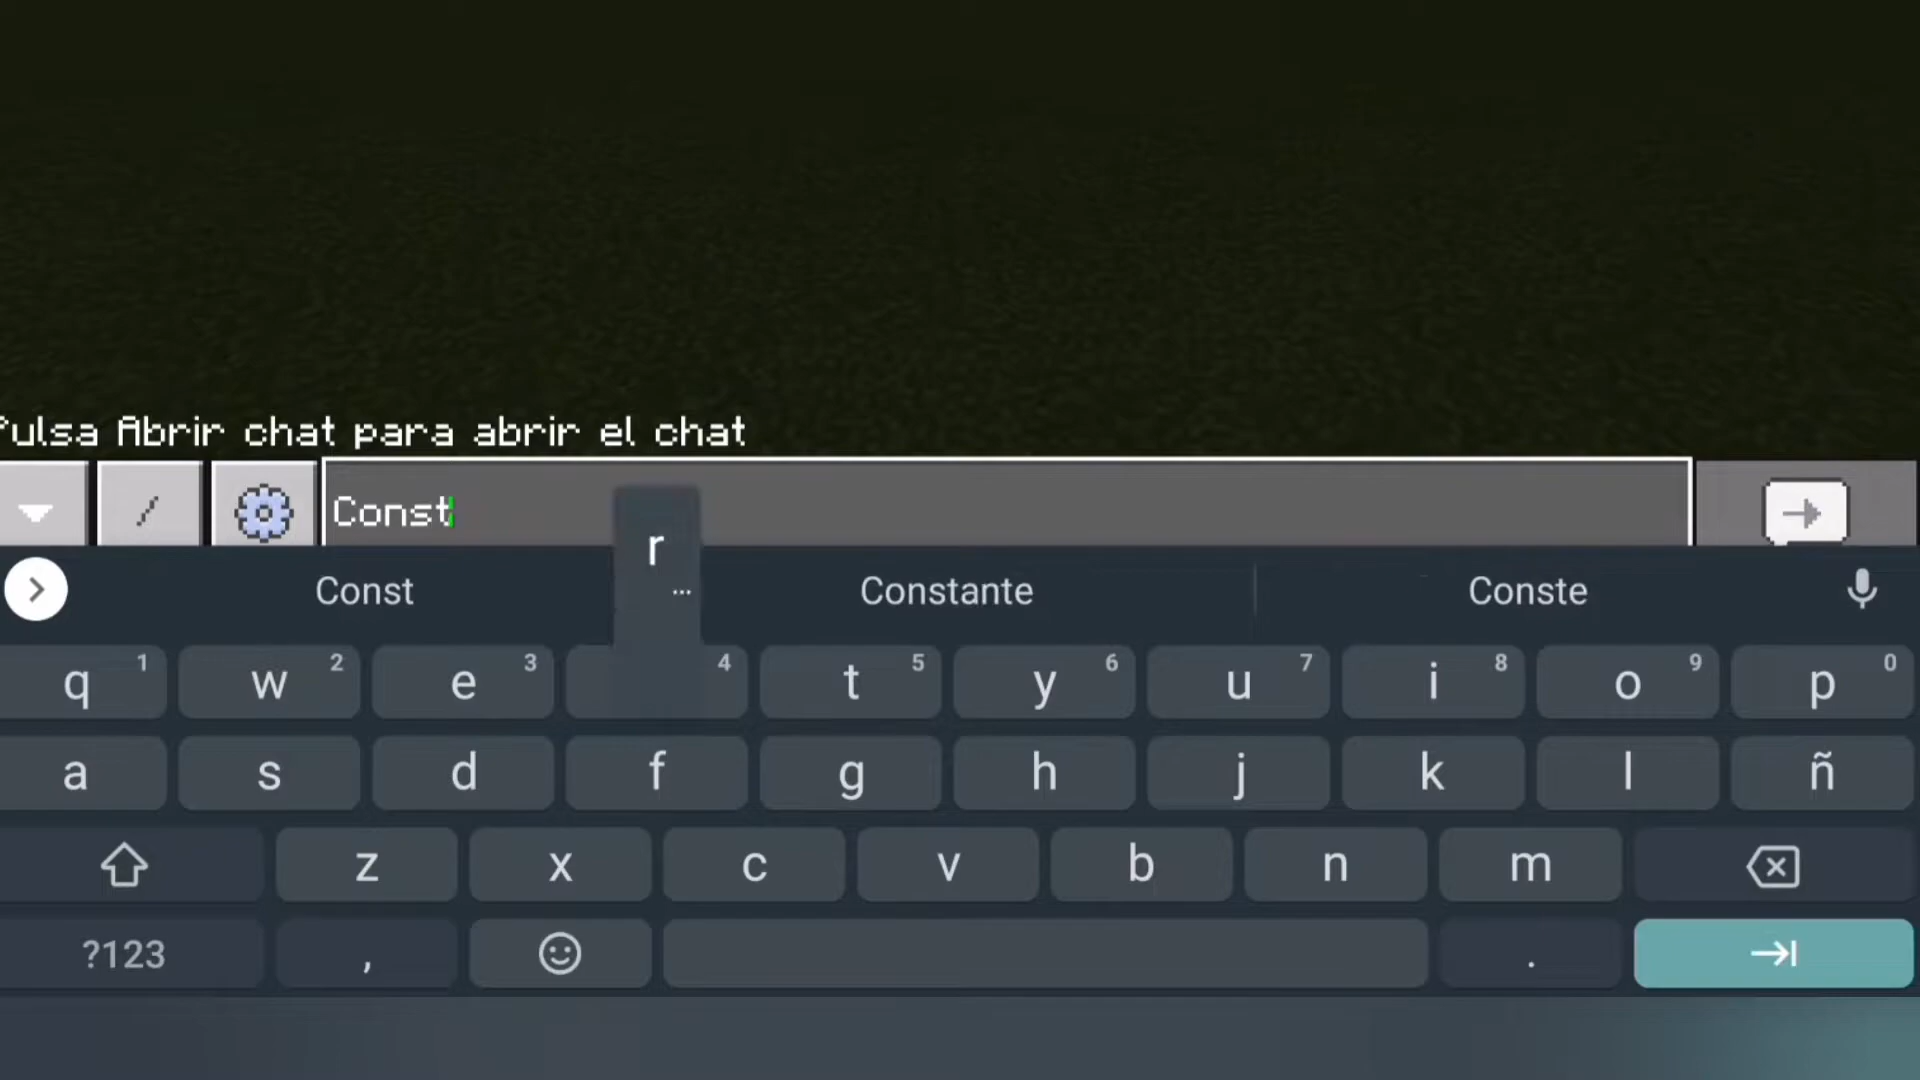 Pulsa Abrir chat para abrir el chat
/ Const
r
...
Const Constante Conste
q 1 w 2 e 3 4 t 5 y 6 u 7 i 8 o 9 p 0
a s d f g h j k l ñ
z x c v b n m
?123 , .